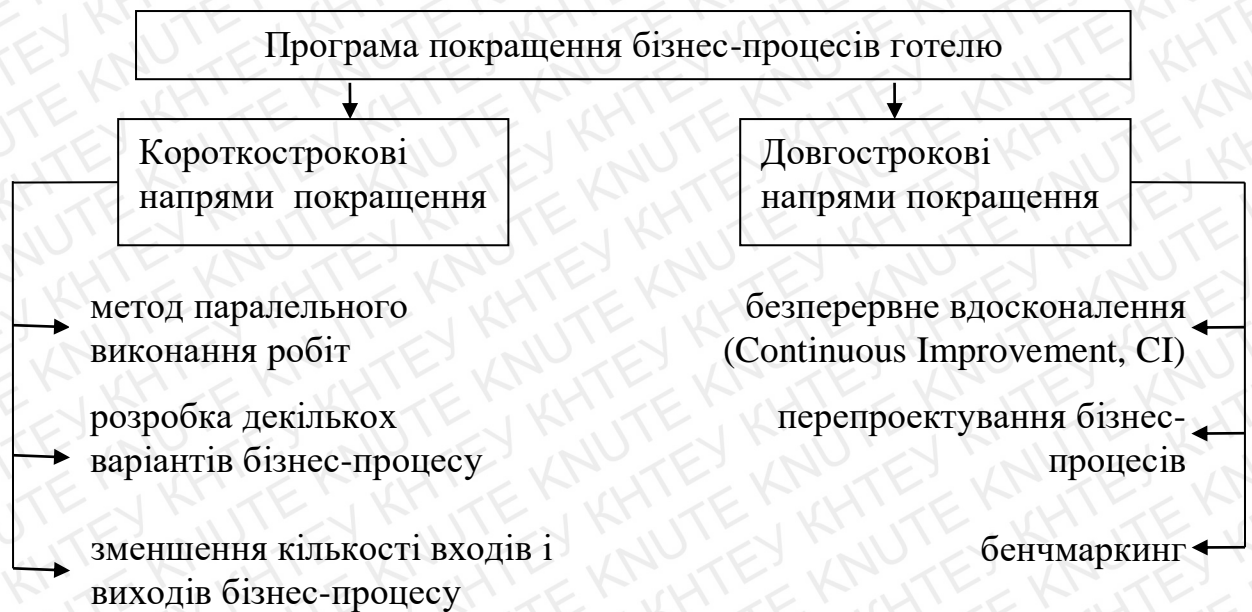 Програма покращення бізнес-процесів готелю
Короткострокові
напрями покращення
метод паралельного
виконання робіт
розробка декількох
варіантів бізнес-процесу
зменшення кількості входів і
виходів бізнес-процесу
Довгострокові
напрями покращення
безперервне вдосконалення
(Continuous Improvement, CI)
перепроектування бізнес-
процесів
бенчмаркинг